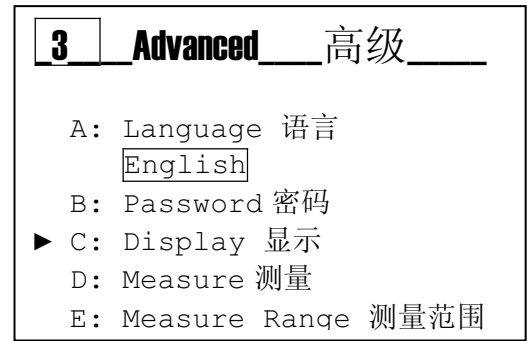 3 Advanced 高级
A: Language 语言
English
B: Password 密码
► C: Display 显示
D: Measure 测量
E: Measure Range 测量范围